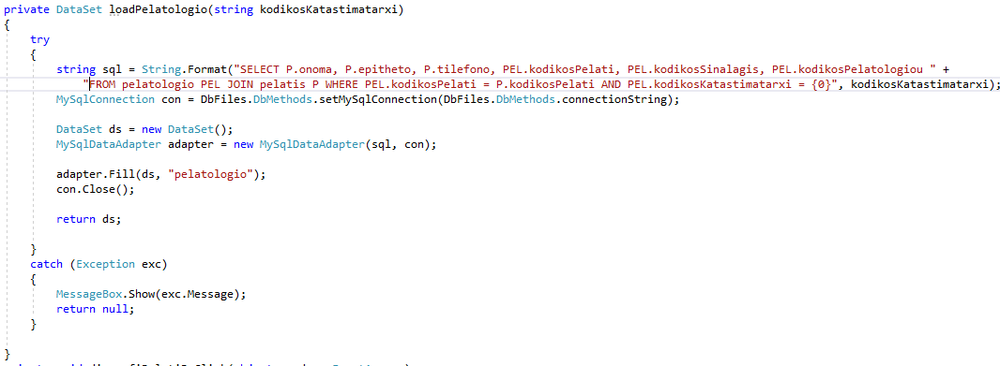 private DataSet loadPelatologio(string kodikosKatastimatarxi)
{
try
{
string sql = String.Format("SELECT P.onoma, P.epitheto, P.tilefono, PEL.kodikosPelati, PEL.kodikosSinalagis, PEL.kodikosPelatologiou " +
"FROM pelatologio PEL JOIN pelatis P WHERE PEL.kodikosPelati = P.kodikosPelati AND PEL.kodikosKatastimatarxi = {0}", kodikosKatastimatarxi);
MySqlConnection con = DbFiles.DbMethods.setMySqlConnection(DbFiles.DbMethods.connectionString);
DataSet ds = new DataSet();
MySqlDataAdapter adapter = new MySqlDataAdapter(sql, con);
adapter.Fill(ds, "pelatologio");
con.Close();
return ds;
}
catch (Exception exc)
{
MessageBox.Show(exc.Message);
return null;
}
}